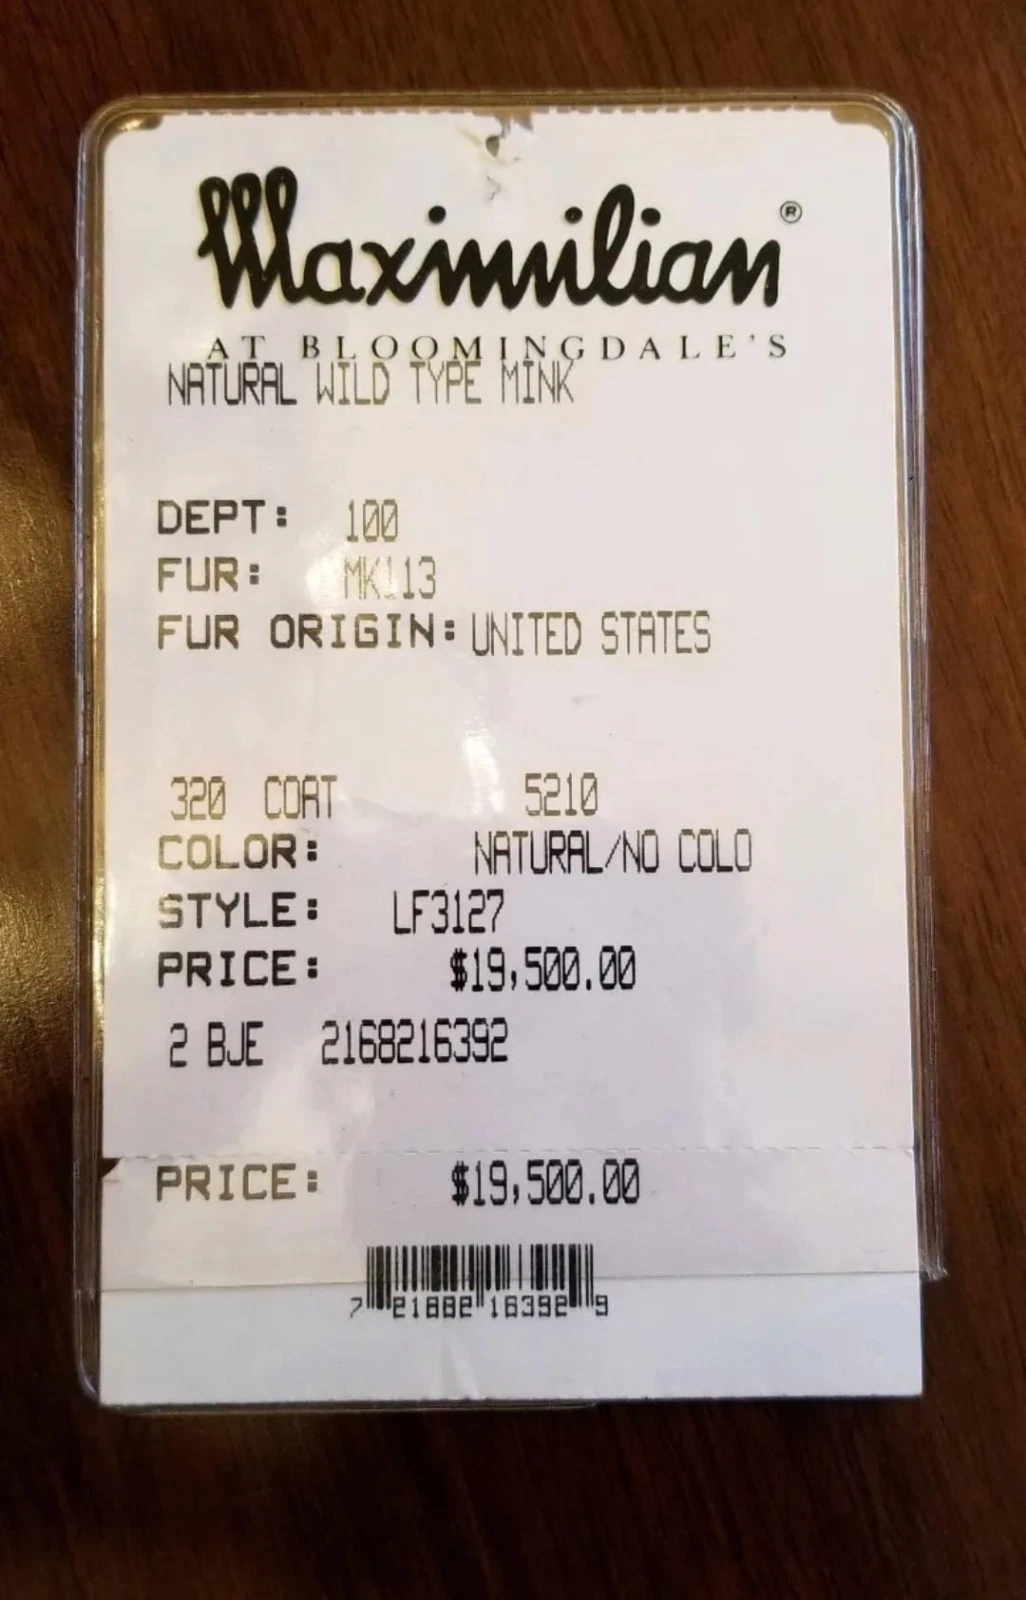 Maximilian®
AT BLOOMINGDALE'S
NATURAL WILD TYPE MINK
DEPT: 100
FUR: MK113
FUR ORIGIN: UNITED STATES
320 COAT 5210
COLOR: NATURAL/NO COLO
STYLE: LF3127
PRICE: $19,500.00
2 BJE 2168216392
PRICE: $19,500.00
7 21682 16392 9